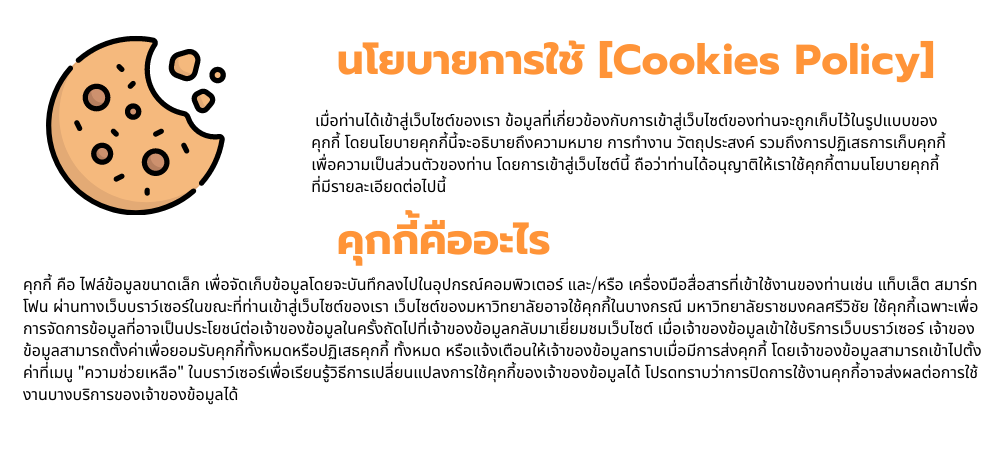 นโยบายการใช้ [Cookies Policy]
เมื่อท่านได้เข้าสู่เว็บไซต์ของเรา ข้อมูลที่เกี่ยวข้องกับการเข้าสู่เว็บไซต์ของท่านจะถูกเก็บไว้ในรูปแบบของ
คุกกี้ โดยนโยบายคุกกี้นี้จะอธิบายถึงความหมาย การทำงาน วัตถุประสงค์ รวมถึงการปฏิเสธการเก็บคุกกี้
เพื่อความเป็นส่วนตัวของท่าน โดยการเข้าสู่เว็บไซต์นี้ ถือว่าท่านได้อนุญาติให้เราใช้คุกกี้ตามนโยบายคุกกี้
ที่มีรายละเอียดต่อไปนี้
คุกกี้คืออะไร
คุกกี้ คือ ไฟล์ข้อมูลขนาดเล็ก เพื่อจัดเก็บข้อมูลโดยจะบันทึกลงไปในอุปกรณ์คอมพิวเตอร์ และ/หรือ เครื่องมือสื่อสารที่เข้าใช้งานของท่านเช่น แท็บเล็ต สมาร์ท
โฟน ผ่านทางเว็บบราว์เซอร์ในขณะที่ท่านเข้าสู่เว็บไซต์ของเรา เว็บไซต์ของมหาวิทยาลัยอาจใช้คุกกี้ในบางกรณี มหาวิทยาลัยราชมงคลศรีวิชัย ใช้คุกกี้เฉพาะเพื่อ
การจัดการข้อมูลที่อาจเป็นประโยชน์ต่อเจ้าของข้อมูลในครั้งถัดไปที่เจ้าของข้อมูลกลับมาเยี่ยมชมเว็บไซต์ เมื่อเจ้าของข้อมูลเข้าใช้บริการเว็บบราว์เซอร์ เจ้าของ
ข้อมูลสามารถตั้งค่าเพื่อยอมรับคุกกี้ทั้งหมดหรือปฏิเสธคุกกี้ ทั้งหมด หรือแจ้งเตือนให้เจ้าของข้อมูลทราบเมื่อมีการส่งคุกกี้ โดยเจ้าของข้อมูลสามารถเข้าไปตั้ง
ค่าที่เมนู "ความช่วยเหลือ" ในบราว์เซอร์เพื่อเรียนรู้วิธีการเปลี่ยนแปลงการใช้คุกกี้ของเจ้าของข้อมูลได้ โปรดทราบว่าการปิดการใช้งานคุกกี้อาจส่งผลต่อการใช้
งานบางบริการของเจ้าของข้อมูลได้